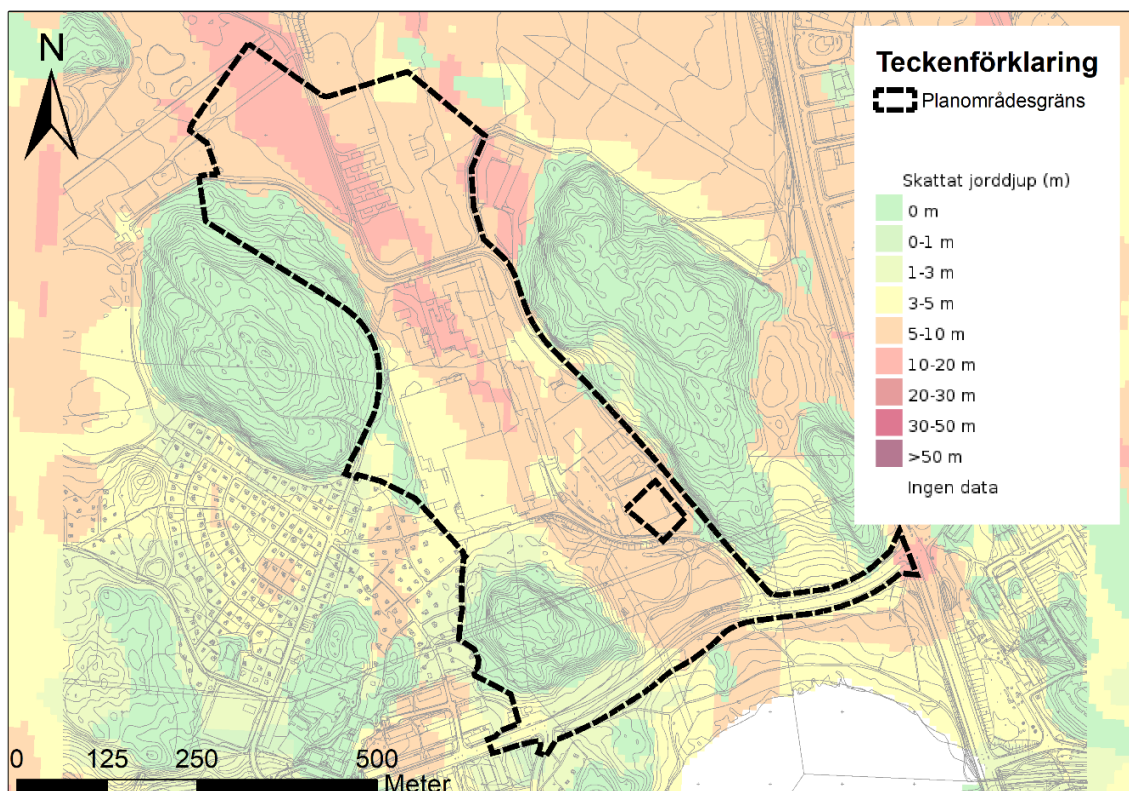 N
Teckenförklaring
Planområdesgräns
Skattat jorddjup (m)
0 m
0-1 m
1-3 m
3-5 m
5-10 m
10-20 m
20-30 m
30-50 m
>50 m
Ingen data
0 125 250 500
Meter